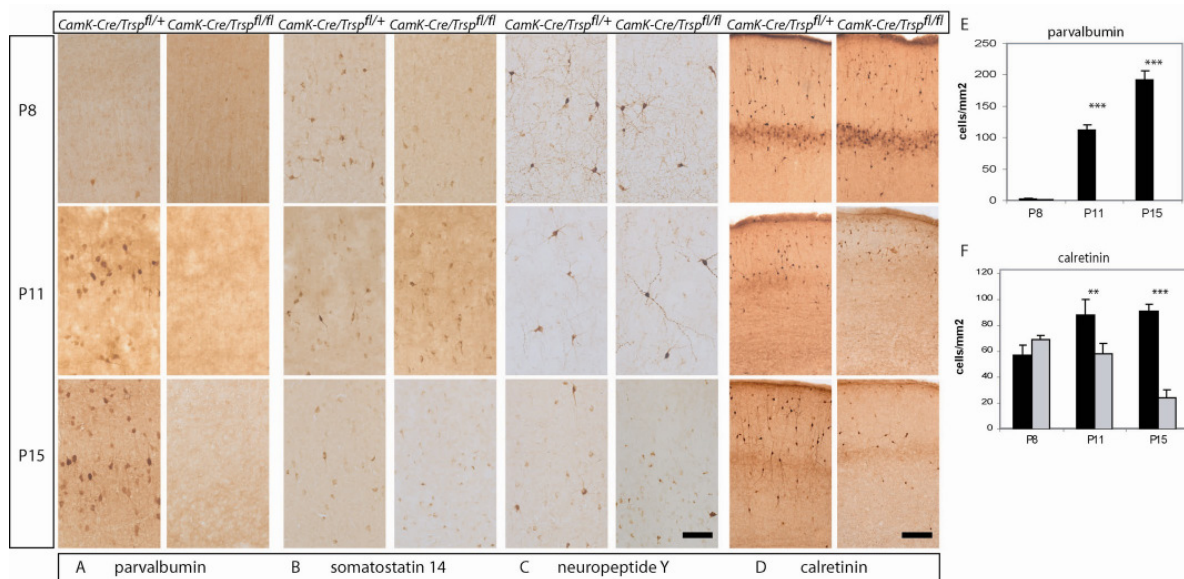 CamK-Cre/Trsp^fl/+ CamK-Cre/Trsp^fl/fl CamK-Cre/Trsp^fl/+ CamK-Cre/Trsp^fl/fl CamK-Cre/Trsp^fl/+ CamK-Cre/Trsp^fl/fl CamK-Cre/Trsp^fl/+ CamK-Cre/Trsp^fl/fl
P8
P11
P15
A parvalbumin B somatostatin 14 C neuropeptide Y D calretinin
E
parvalbumin
cells/mm2
250
200
150
100
50
0
***
***
P8 P11 P15
F
calretinin
cells/mm2
120
100
80
60
40
20
0
**
***
P8 P11 P15